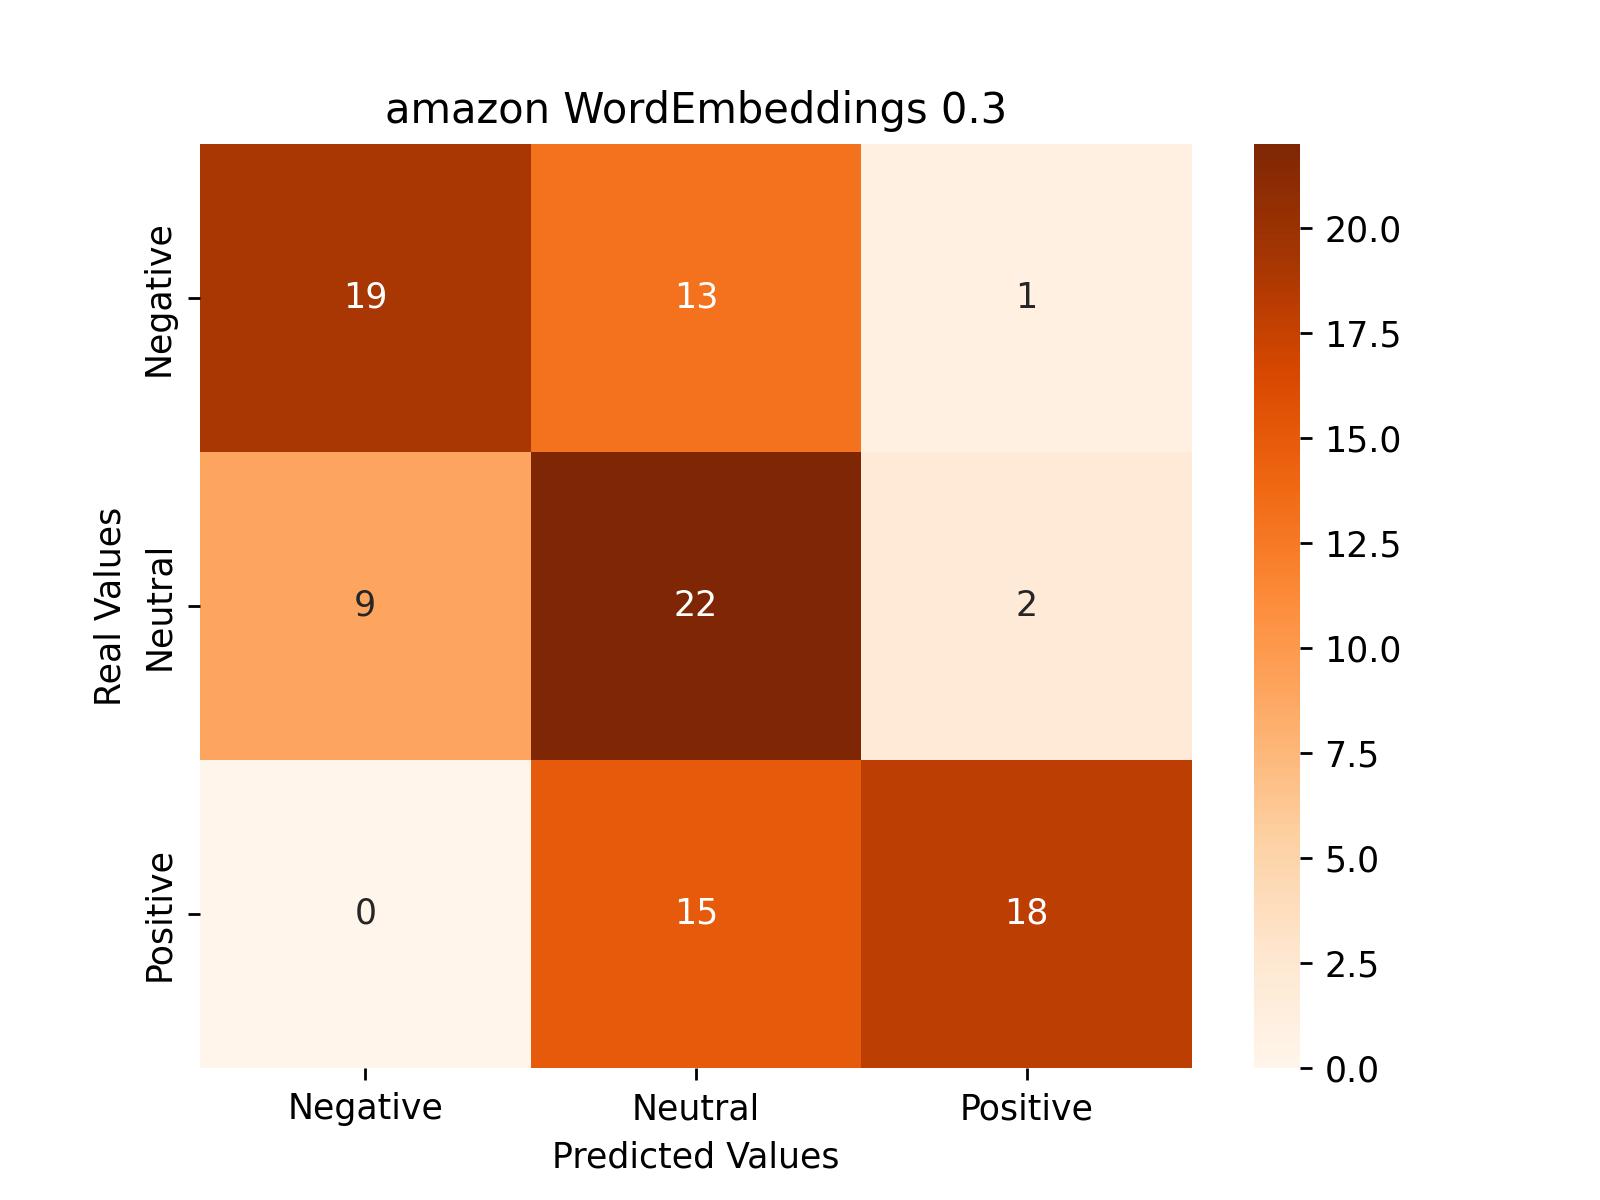 amazon WordEmbeddings 0.3
Real Values
Negative
19
13
1
Neutral
9
22
2
Positive
0
15
18
Negative
Neutral
Positive
Predicted Values
20.0
17.5
15.0
12.5
10.0
7.5
5.0
2.5
0.0